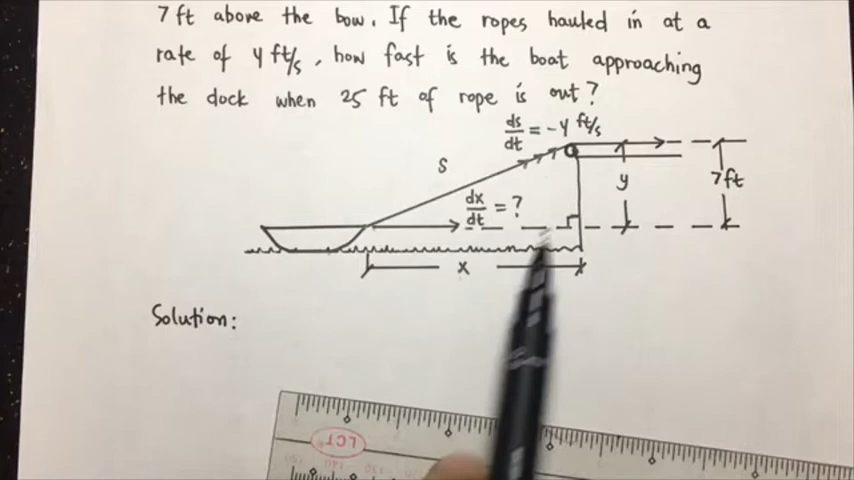 7 ft above the bow. If the ropes hauled in at a
rate of 4 ft/s, how fast is the boat approaching
the dock when 25 ft of rope is out?
ds/dt = -4 ft/s
S
y
7ft
dx/dt = ?
x
Solution:
LCT